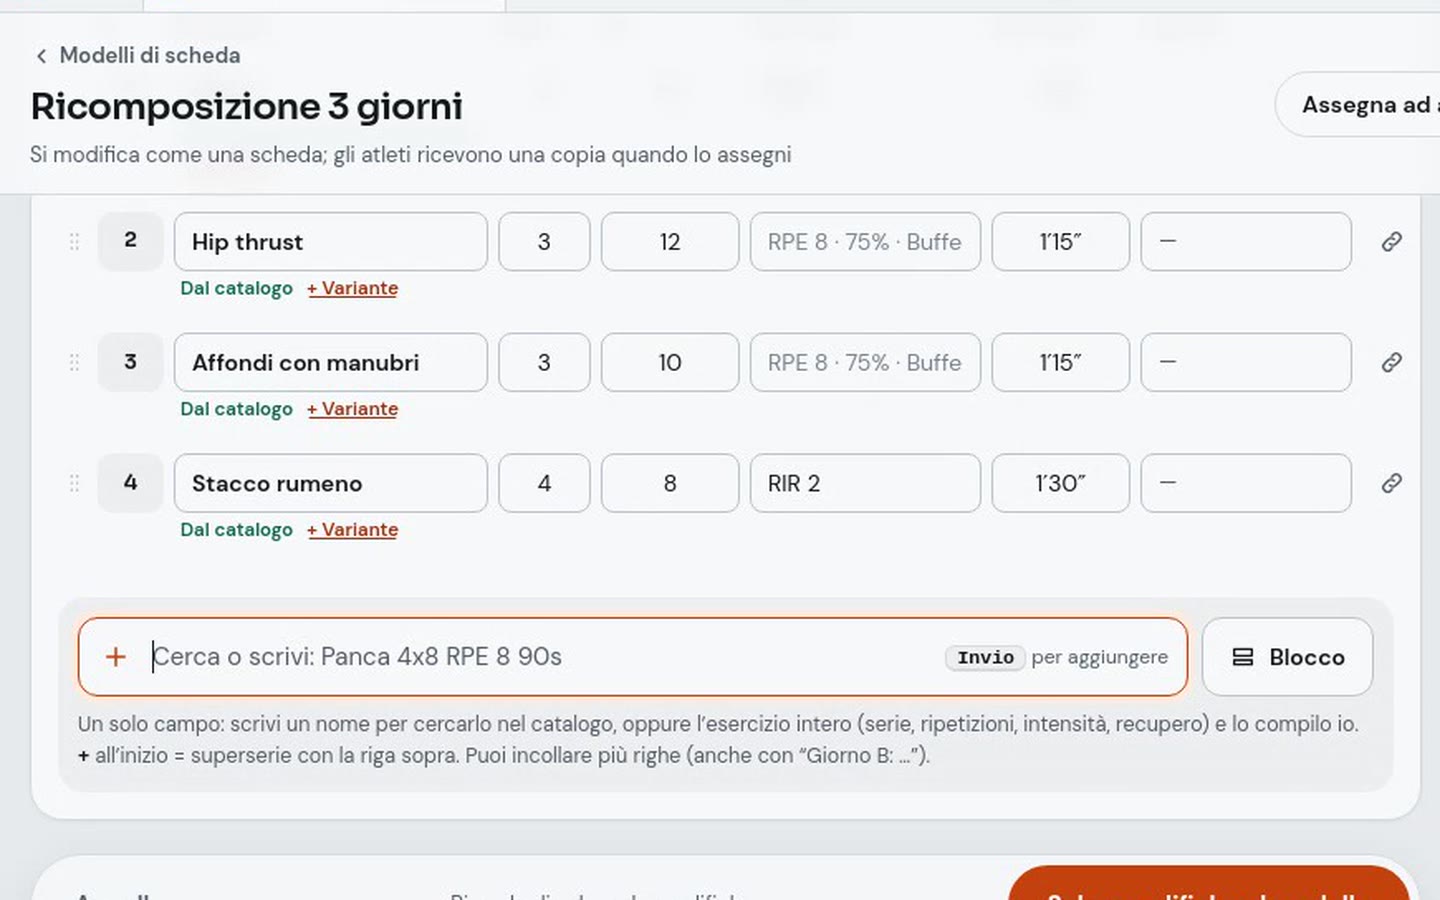 Modelli di scheda
Ricomposizione 3 giorni
Assegna ad
Si modifica come una scheda; gli atleti ricevono una copia quando lo assegni
2 Hip thrust 3 12 RPE 8 · 75% · Buffe 1’15″ —
Dal catalogo + Variante
3 Affondi con manubri 3 10 RPE 8 · 75% · Buffe 1’15″ —
Dal catalogo + Variante
4 Stacco rumeno 4 8 RIR 2 1’30″ —
Dal catalogo + Variante
+ Cerca o scrivi: Panca 4x8 RPE 8 90s Invio per aggiungere Blocco
Un solo campo: scrivi un nome per cercarlo nel catalogo, oppure l’esercizio intero (serie, ripetizioni, intensità, recupero) e lo compilo io.
+ all’inizio = superserie con la riga sopra. Puoi incollare più righe (anche con “Giorno B: …”).